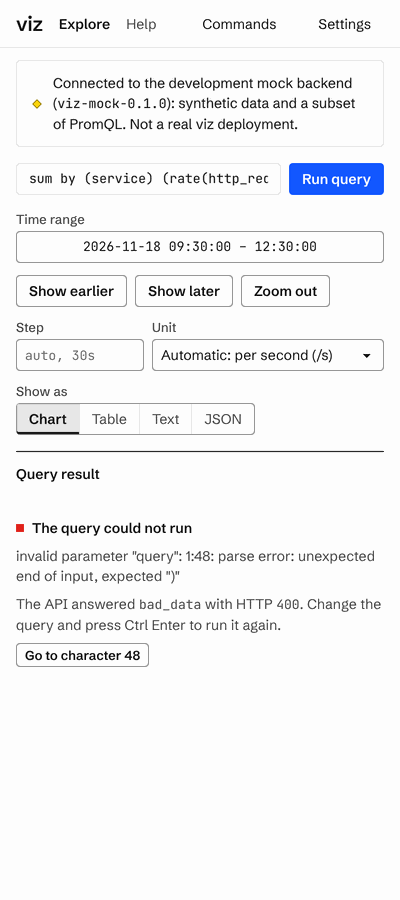 viz Explore Help Commands Settings
Connected to the development mock backend
(viz-mock-0.1.0): synthetic data and a subset
of PromQL. Not a real viz deployment.
sum by (service) (rate(http_rec
Run query
Time range
2026-11-18 09:30:00 – 12:30:00
Show earlier Show later Zoom out
Step Unit
auto, 30s Automatic: per second (/s)
Show as
Chart Table Text JSON
Query result
The query could not run
invalid parameter "query": 1:48: parse error: unexpected
end of input, expected ")"
The API answered bad_data with HTTP 400. Change the
query and press Ctrl Enter to run it again.
Go to character 48